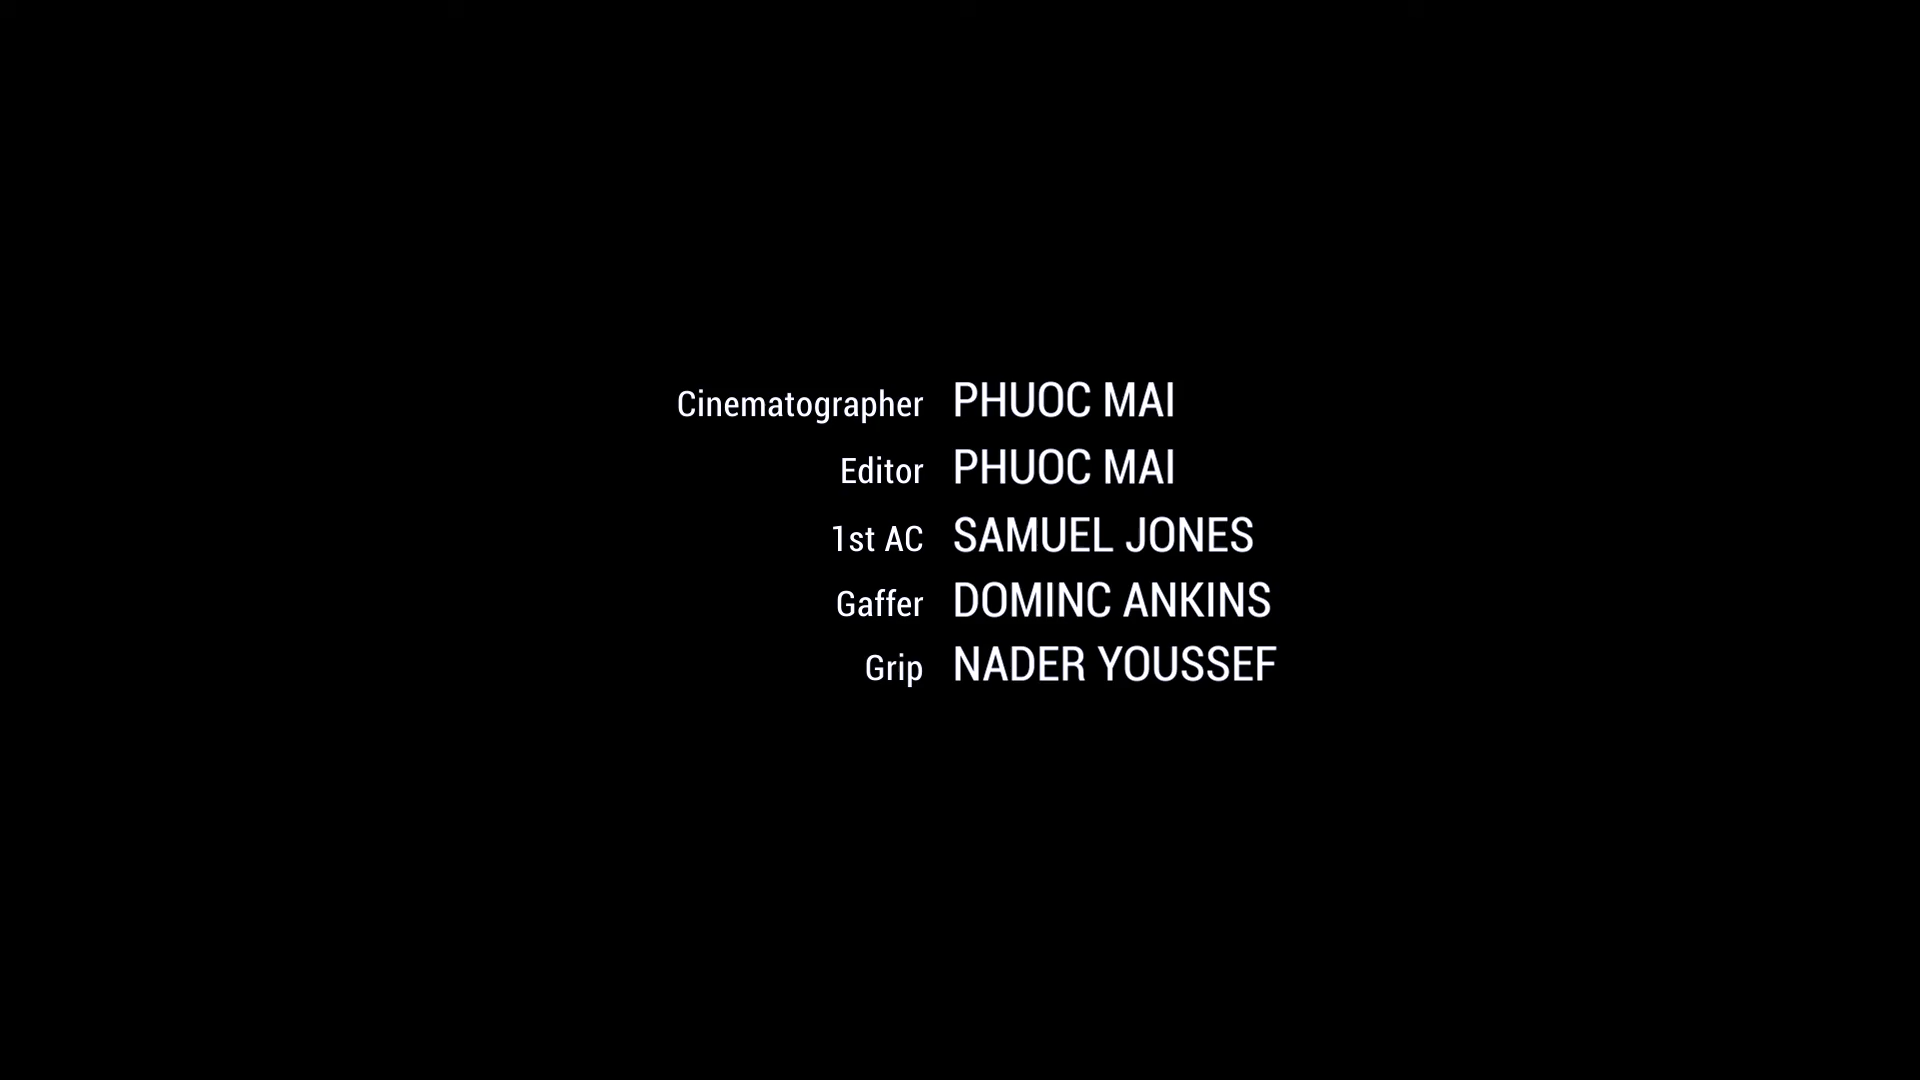 Cinematographer PHUOC MAI
Editor PHUOC MAI
1st AC SAMUEL JONES
Gaffer DOMINC ANKINS
Grip NADER YOUSSEF